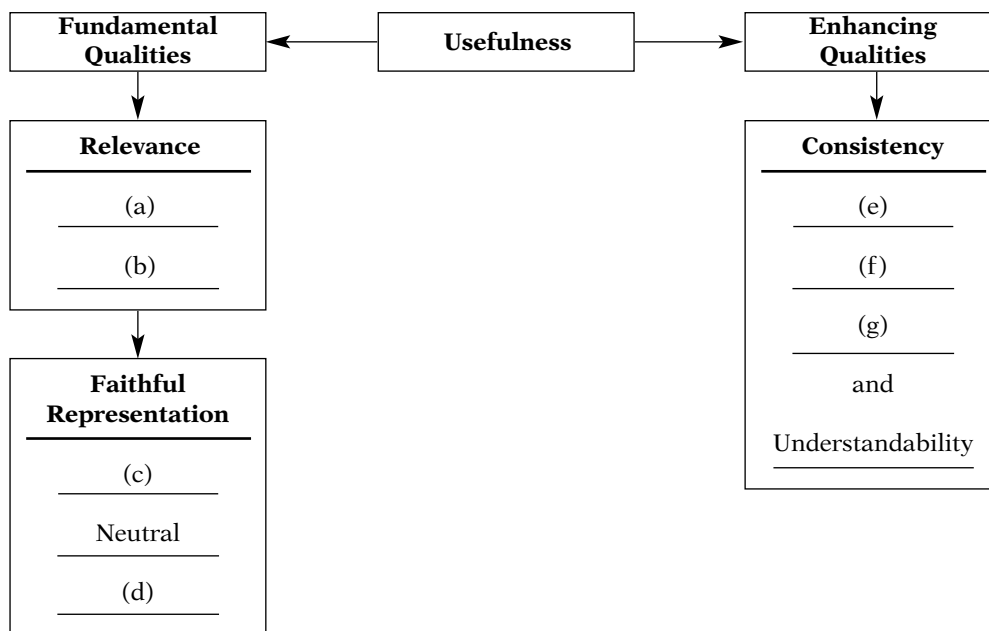 Fundamental
Qualities
Usefulness
Enhancing
Qualities
Relevance
(a)
(b)
Faithful
Representation
(c)
Neutral
(d)
Consistency
(e)
(f)
(g)
and
Understandability